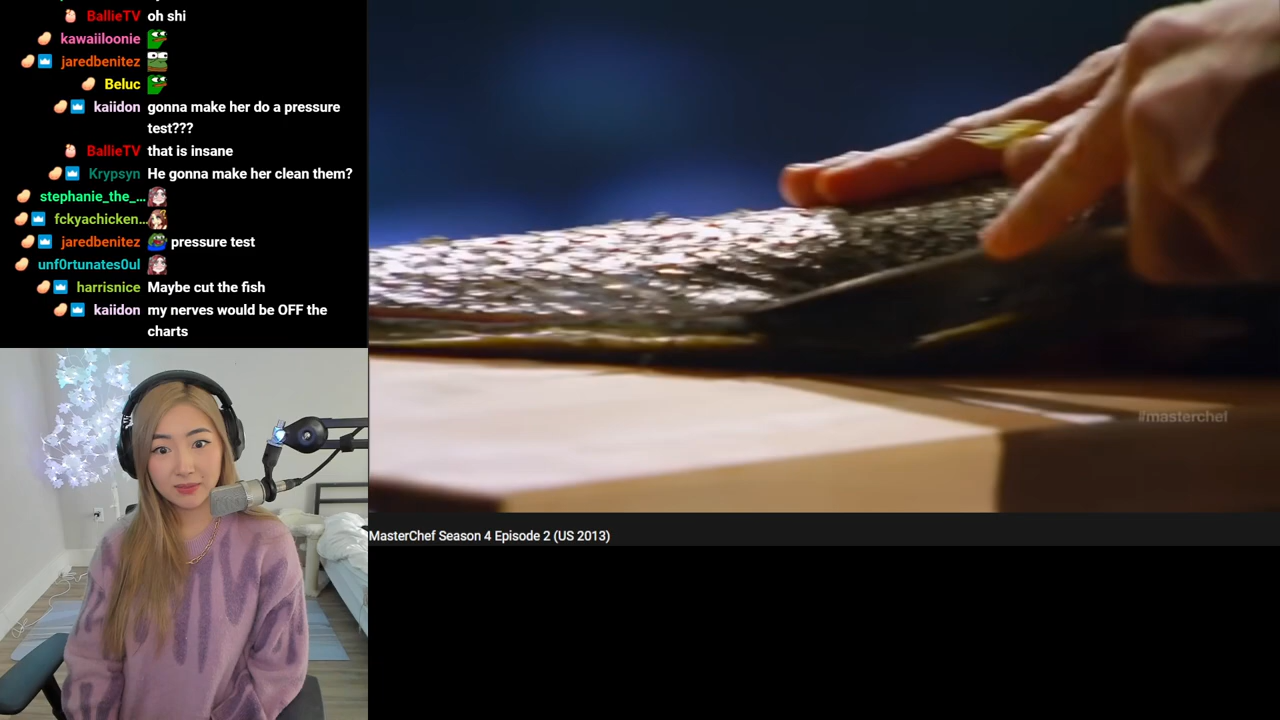 BallieTV oh shi
kawaiiloonie
jaredbenitez
Beluc
kaiidon gonna make her do a pressure
test???
BallieTV that is insane
Krypsyn He gonna make her clean them?
stephanie_the_...
fckyachicken...
jaredbenitez pressure test
unf0rtunates0ul
harrisnice Maybe cut the fish
kaiidon my nerves would be OFF the
charts
#masterchef
MasterChef Season 4 Episode 2 (US 2013)